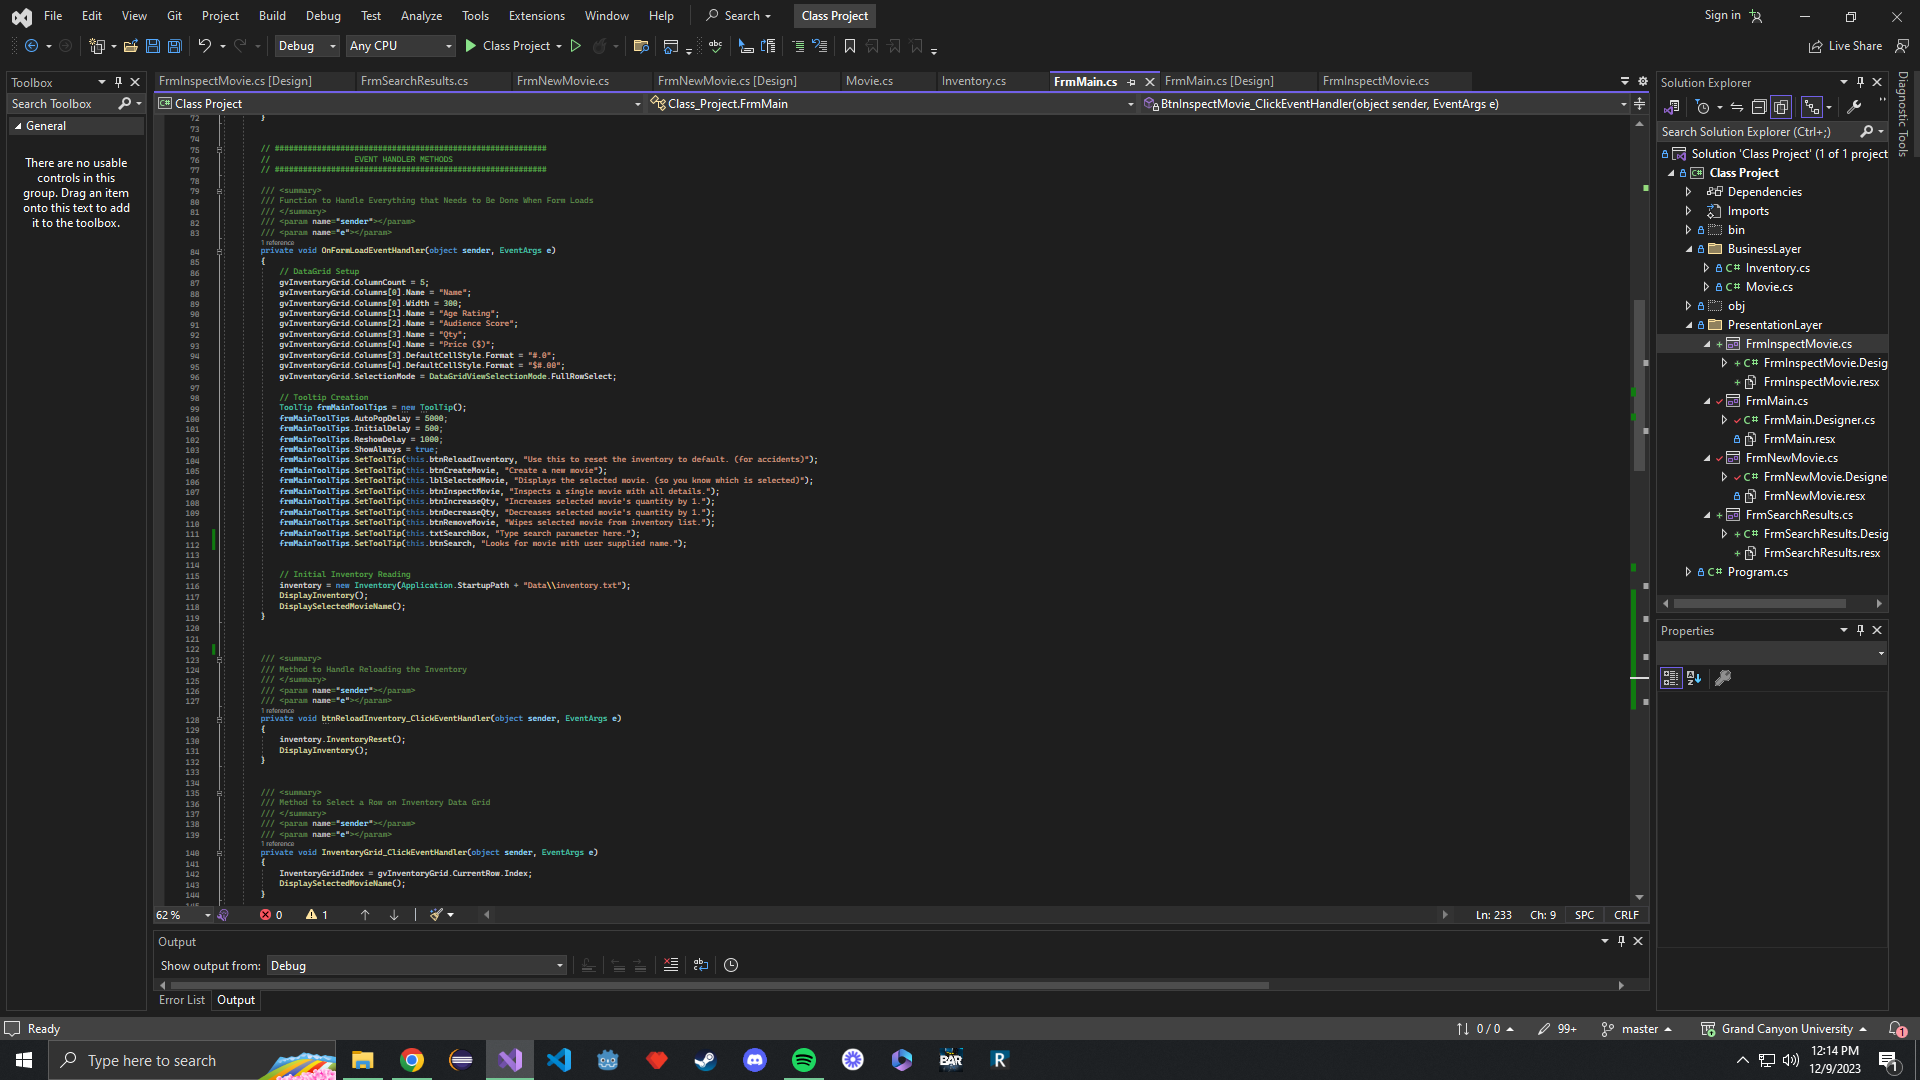 File Edit View Git Project Build Debug Test Analyze Tools Extensions Window Help Search Class Project Sign in
Debug Any CPU Class Project Live Share
Toolbox
Search Toolbox
General
There are no usable
controls in this
group. Drag an item
onto this text to add
it to the toolbox.
FrmInspectMovie.cs [Design] FrmSearchResults.cs FrmNewMovie.cs FrmNewMovie.cs [Design] Movie.cs Inventory.cs FrmMain.cs FrmMain.cs [Design] FrmInspectMovie.cs
Class Project Class_Project.FrmMain BtnInspectMovie_ClickEventHandler(object sender, EventArgs e)
72 }
73
74
75 // ##########################################################
76 // EVENT HANDLER METHODS
77 // ##########################################################
78
79 /// <summary>
80 /// Function to Handle Everything that Needs to Be Done When Form Loads
81 /// </summary>
82 /// <param name="sender"></param>
83 /// <param name="e"></param>
1 reference
84 private void OnFormLoadEventHandler(object sender, EventArgs e)
85 {
86 // DataGrid Setup
87 gvInventoryGrid.ColumnCount = 5;
88 gvInventoryGrid.Columns[0].Name = "Name";
89 gvInventoryGrid.Columns[0].Width = 300;
90 gvInventoryGrid.Columns[1].Name = "Age Rating";
91 gvInventoryGrid.Columns[2].Name = "Audience Score";
92 gvInventoryGrid.Columns[3].Name = "Qty";
93 gvInventoryGrid.Columns[4].Name = "Price ($)";
94 gvInventoryGrid.Columns[3].DefaultCellStyle.Format = "#.0";
95 gvInventoryGrid.Columns[4].DefaultCellStyle.Format = "$#.00";
96 gvInventoryGrid.SelectionMode = DataGridViewSelectionMode.FullRowSelect;
97
98 // Tooltip Creation
99 ToolTip frmMainToolTips = new ToolTip();
100 frmMainToolTips.AutoPopDelay = 5000;
101 frmMainToolTips.InitialDelay = 500;
102 frmMainToolTips.ReshowDelay = 1000;
103 frmMainToolTips.ShowAlways = true;
104 frmMainToolTips.SetToolTip(this.btnReloadInventory, "Use this to reset the inventory to default. (for accidents)");
105 frmMainToolTips.SetToolTip(this.btnCreateMovie, "Create a new movie");
106 frmMainToolTips.SetToolTip(this.lblSelectedMovie, "Displays the selected movie. (so you know which is selected)");
107 frmMainToolTips.SetToolTip(this.btnInspectMovie, "Inspects a single movie with all details.");
108 frmMainToolTips.SetToolTip(this.btnIncreaseQty, "Increases selected movie's quantity by 1.");
109 frmMainToolTips.SetToolTip(this.btnDecreaseQty, "Decreases selected movie's quantity by 1.");
110 frmMainToolTips.SetToolTip(this.btnRemoveMovie, "Wipes selected movie from inventory list.");
111 frmMainToolTips.SetToolTip(this.txtSearchBox, "Type search parameter here.");
112 frmMainToolTips.SetToolTip(this.btnSearch, "Looks for movie with user supplied name.");
113
114
115 // Initial Inventory Reading
116 inventory = new Inventory(Application.StartupPath + "Data\\inventory.txt");
117 DisplayInventory();
118 DisplaySelectedMovieName();
119 }
120
121
122
123 /// <summary>
124 /// Method to Handle Reloading the Inventory
125 /// </summary>
126 /// <param name="sender"></param>
127 /// <param name="e"></param>
1 reference
128 private void btnReloadInventory_ClickEventHandler(object sender, EventArgs e)
129 {
130 inventory.InventoryReset();
131 DisplayInventory();
132 }
133
134
135 /// <summary>
136 /// Method to Select a Row on Inventory Data Grid
137 /// </summary>
138 /// <param name="sender"></param>
139 /// <param name="e"></param>
1 reference
140 private void InventoryGrid_ClickEventHandler(object sender, EventArgs e)
141 {
142 InventoryGridIndex = gvInventoryGrid.CurrentRow.Index;
143 DisplaySelectedMovieName();
144 }
62 % 0 1 Ln: 233 Ch: 9 SPC CRLF
Output
Show output from: Debug
Error List Output
Solution Explorer
Search Solution Explorer (Ctrl+;)
Solution 'Class Project' (1 of 1 project
Class Project
Dependencies
Imports
bin
BusinessLayer
C# Inventory.cs
C# Movie.cs
obj
PresentationLayer
FrmInspectMovie.cs
C# FrmInspectMovie.Desig
FrmInspectMovie.resx
FrmMain.cs
C# FrmMain.Designer.cs
FrmMain.resx
FrmNewMovie.cs
C# FrmNewMovie.Designe
FrmNewMovie.resx
FrmSearchResults.cs
C# FrmSearchResults.Desig
FrmSearchResults.resx
C# Program.cs
Properties
Diagnostic Tools
Ready 0 / 0 99+ master Grand Canyon University 1
Type here to search BAR R 12:14 PM
12/9/2023 1